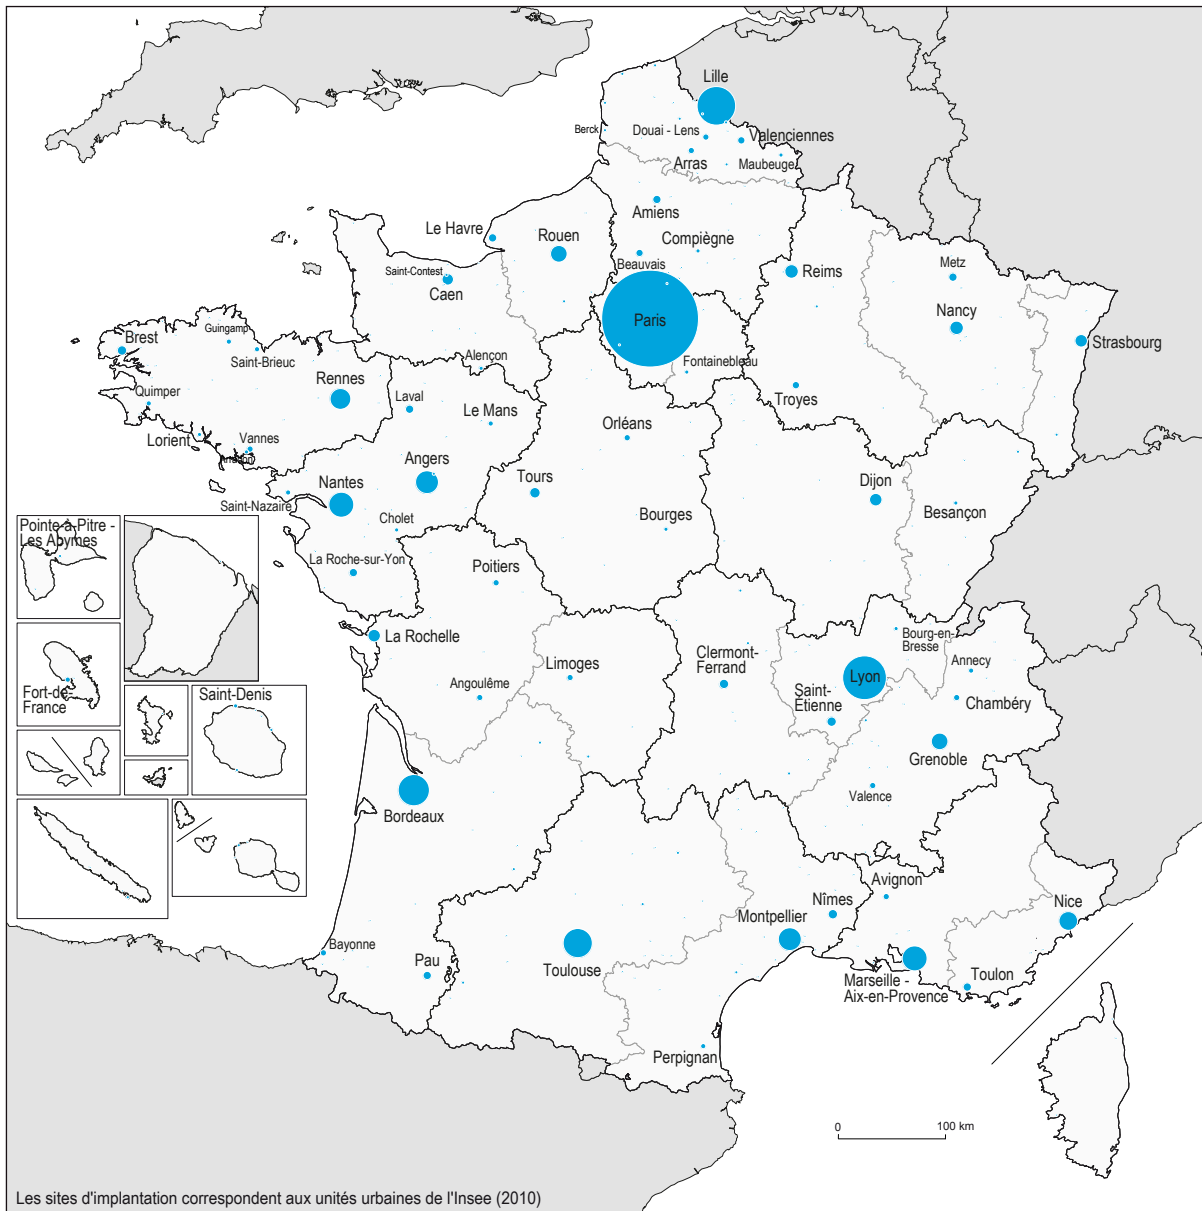 Lille
Berck
Douai - Lens
Valenciennes
Arras
Maubeuge
Amiens
Le Havre
Rouen
Compiègne
Beauvais
Saint-Contest
Caen
Reims
Metz
Nancy
Paris
Strasbourg
Brest
Guingamp
Saint-Brieuc
Alençon
Fontainebleau
Rennes
Laval
Le Mans
Troyes
Quimper
Lorient
Vannes
Orléans
Angers
Nantes
Saint-Nazaire
Tours
Dijon
Cholet
Bourges
Besançon
Pointe-à-Pitre -
Les Abymes
La Roche-sur-Yon
Poitiers
La Rochelle
Bourg-en-
Bresse
Limoges
Clermont-
Ferrand
Lyon
Annecy
Fort-de
France
Saint-Denis
Angoulême
Saint-
Étienne
Chambéry
Grenoble
Bordeaux
Valence
Avignon
Nîmes
Nice
Montpellier
Bayonne
Pau
Toulouse
Marseille -
Aix-en-Provence
Toulon
Perpignan
0
100 km
Les sites d'implantation correspondent aux unités urbaines de l'Insee (2010)